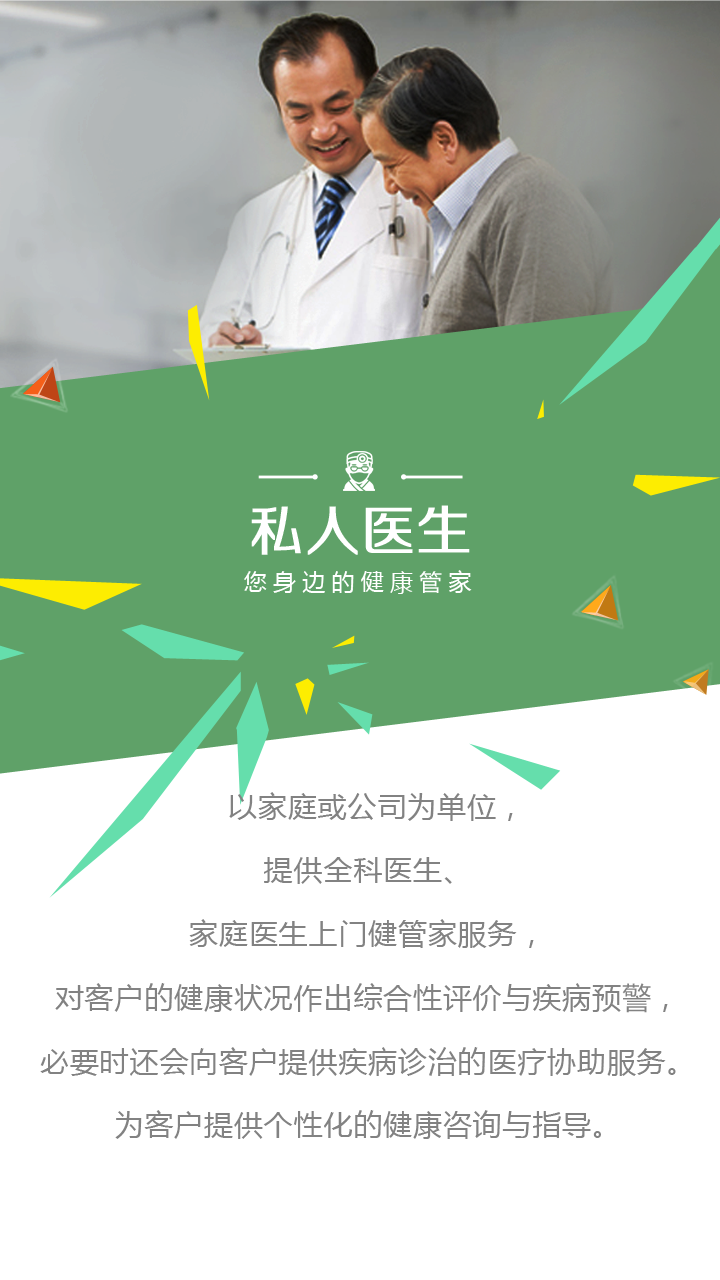 私人医生
您身边的健康管家
以家庭或公司为单位，
提供全科医生、
家庭医生上门健管家服务，
对客户的健康状况作出综合性评价与疾病预警，
必要时还会向客户提供疾病诊治的医疗协助服务。
为客户提供个性化的健康咨询与指导。